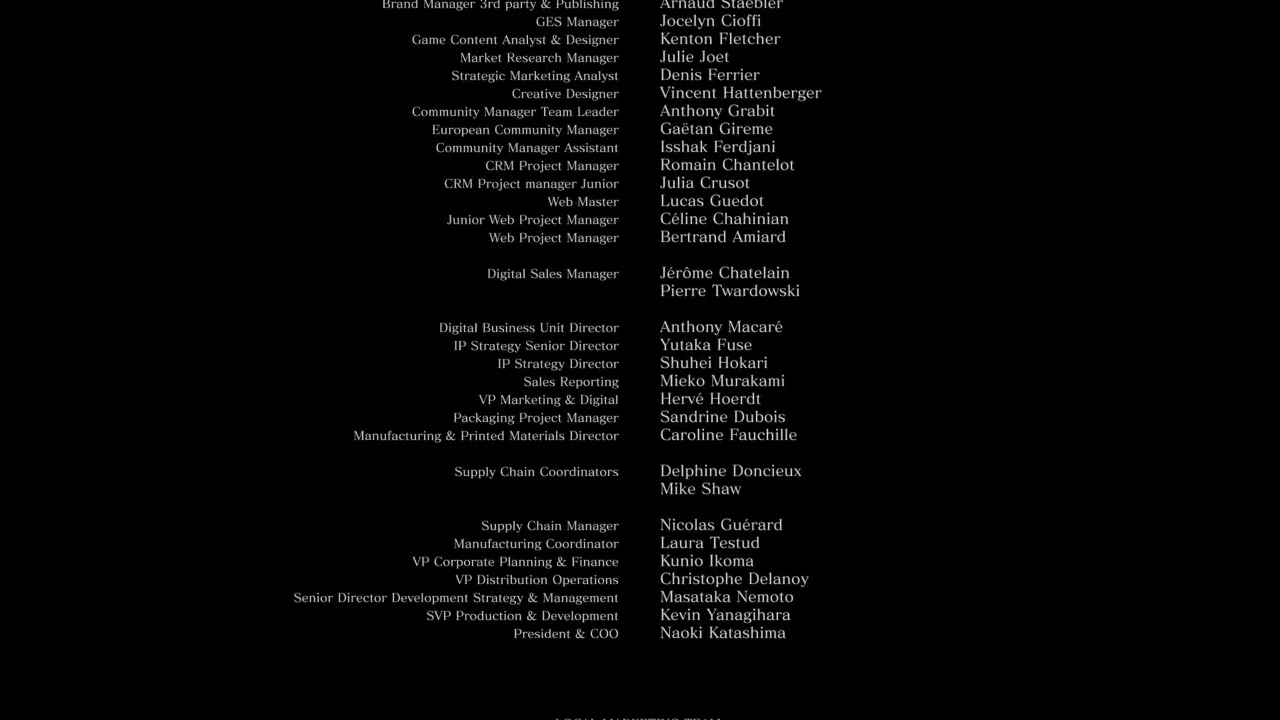 Brand Manager 3rd party & Publishing Arnaud Staebler
GES Manager Jocelyn Cioffi
Game Content Analyst & Designer Kenton Fletcher
Market Research Manager Julie Joet
Strategic Marketing Analyst Denis Ferrier
Creative Designer Vincent Hattenberger
Community Manager Team Leader Anthony Grabit
European Community Manager Gaëtan Gireme
Community Manager Assistant Isshak Ferdjani
CRM Project Manager Romain Chantelot
CRM Project manager Junior Julia Crusot
Web Master Lucas Guedot
Junior Web Project Manager Céline Chahinian
Web Project Manager Bertrand Amiard
Digital Sales Manager Jérôme Chatelain
Pierre Twardowski
Digital Business Unit Director Anthony Macaré
IP Strategy Senior Director Yutaka Fuse
IP Strategy Director Shuhei Hokari
Sales Reporting Mieko Murakami
VP Marketing & Digital Hervé Hoerdt
Packaging Project Manager Sandrine Dubois
Manufacturing & Printed Materials Director Caroline Fauchille
Supply Chain Coordinators Delphine Doncieux
Mike Shaw
Supply Chain Manager Nicolas Guérard
Manufacturing Coordinator Laura Testud
VP Corporate Planning & Finance Kunio Ikoma
VP Distribution Operations Christophe Delanoy
Senior Director Development Strategy & Management Masataka Nemoto
SVP Production & Development Kevin Yanagihara
President & COO Naoki Katashima
LOCAL MARKETING TEAM